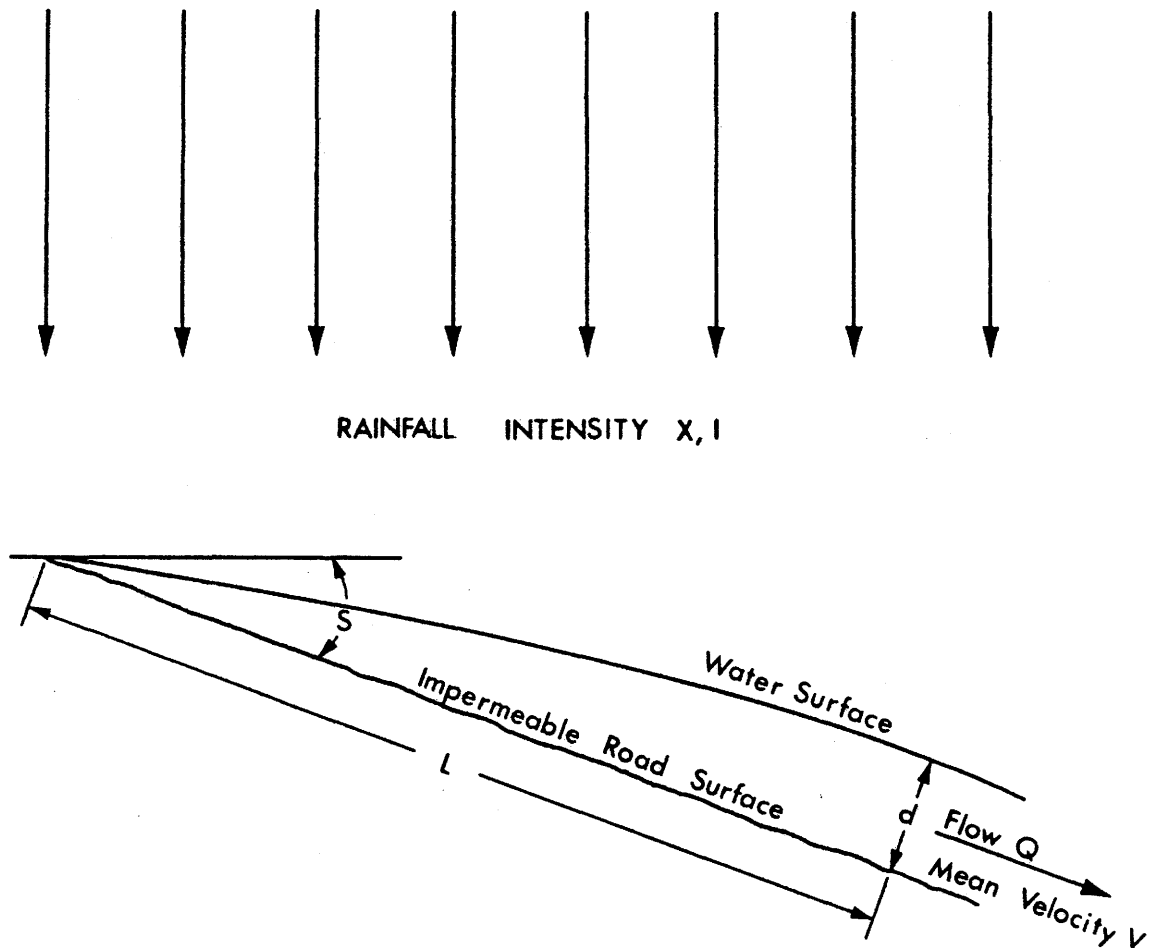 RAINFALL INTENSITY X, I
S
Water Surface
Impermeable Road Surface
L
d
Flow Q
Mean Velocity V